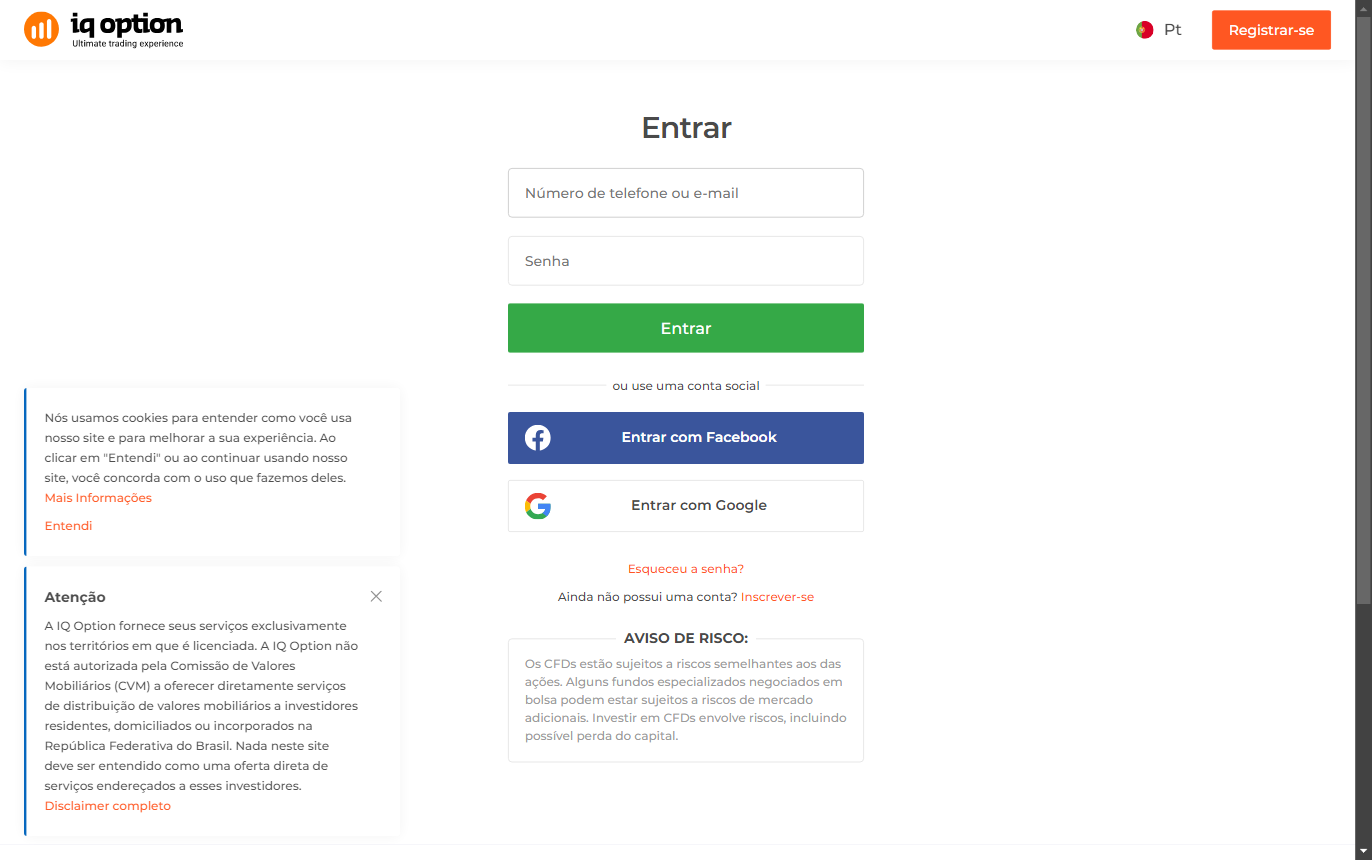 iq option
Ultimate trading experience
Pt
Registrar-se
Entrar
Número de telefone ou e-mail
Senha
Entrar
ou use uma conta social
Entrar com Facebook
Entrar com Google
Esqueceu a senha?
Ainda não possui uma conta? Inscrever-se
AVISO DE RISCO:
Os CFDs estão sujeitos a riscos semelhantes aos das
ações. Alguns fundos especializados negociados em
bolsa podem estar sujeitos a riscos de mercado
adicionais. Investir em CFDs envolve riscos, incluindo
possível perda do capital.
Nós usamos cookies para entender como você usa
nosso site e para melhorar a sua experiência. Ao
clicar em "Entendi" ou ao continuar usando nosso
site, você concorda com o uso que fazemos deles.
Mais Informações
Entendi
Atenção
A IQ Option fornece seus serviços exclusivamente
nos territórios em que é licenciada. A IQ Option não
está autorizada pela Comissão de Valores
Mobiliários (CVM) a oferecer diretamente serviços
de distribuição de valores mobiliários a investidores
residentes, domiciliados ou incorporados na
República Federativa do Brasil. Nada neste site
deve ser entendido como uma oferta direta de
serviços endereçados a esses investidores.
Disclaimer completo